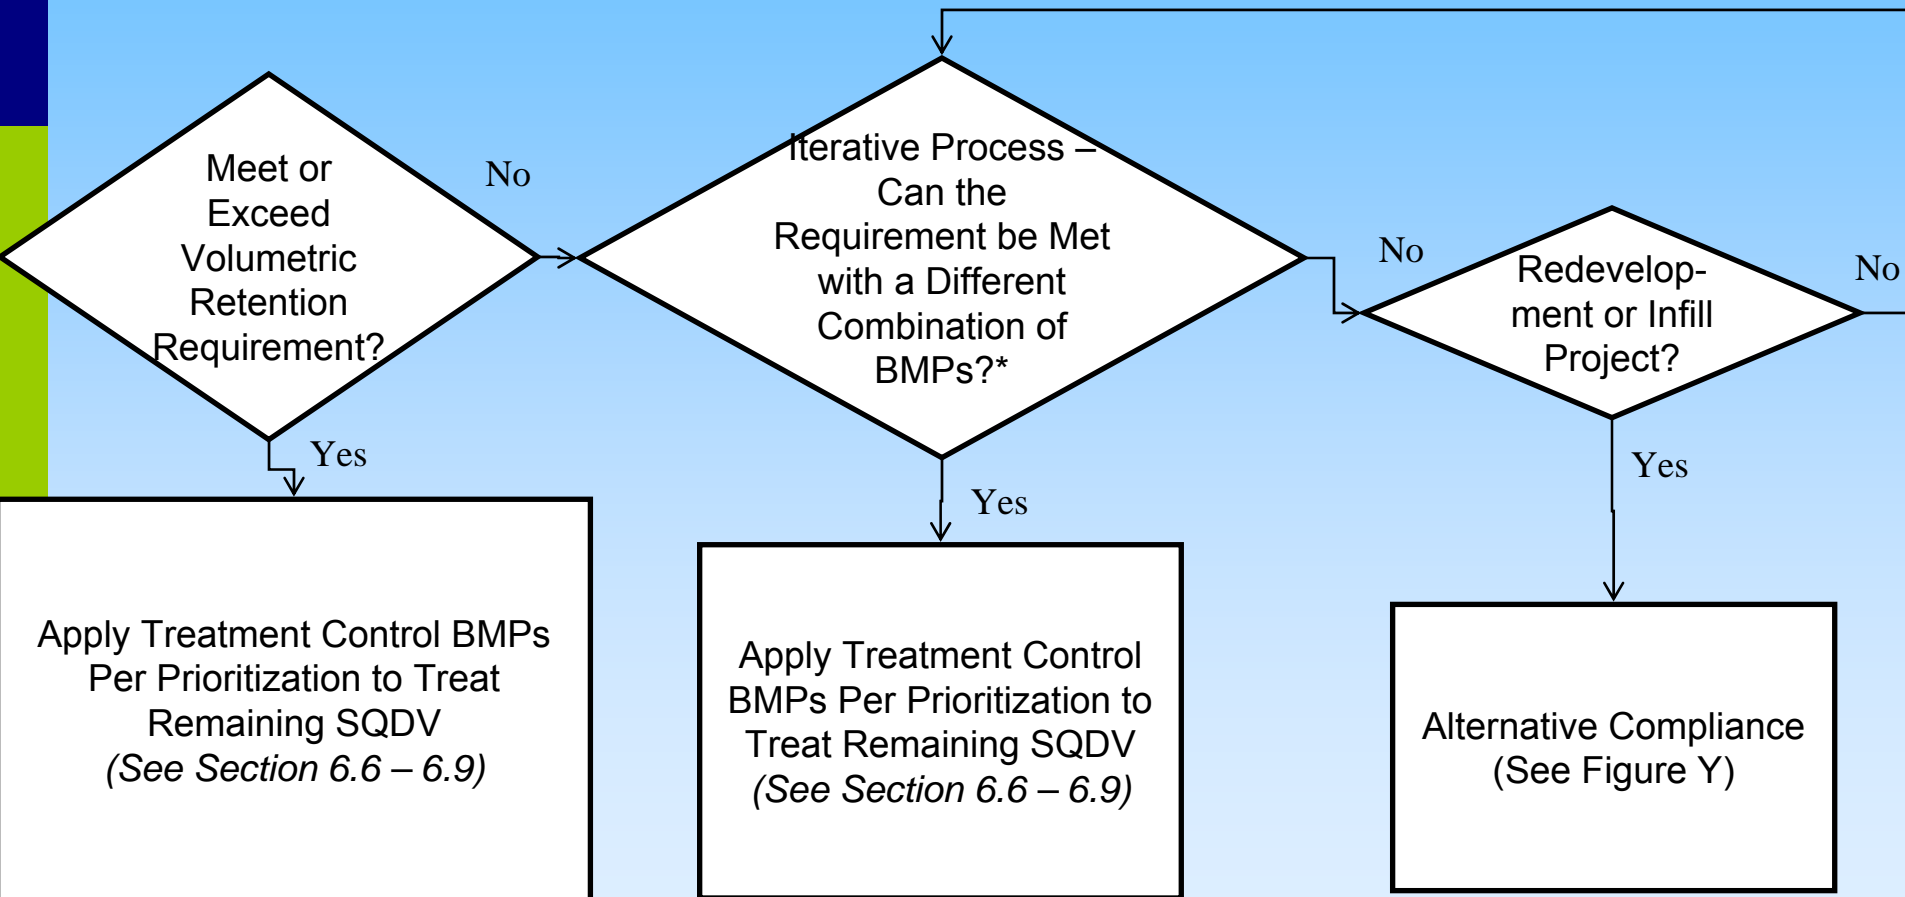 Meet or
Exceed
Volumetric
Retention
Requirement?
No
Iterative Process –
Can the
Requirement be Met
with a Different
Combination of
BMPs?*
No
Redevelop-
ment or Infill
Project?
No
Yes
Yes
Yes
Apply Treatment Control BMPs
Per Prioritization to Treat
Remaining SQDV
(See Section 6.6 – 6.9)
Apply Treatment Control
BMPs Per Prioritization to
Treat Remaining SQDV
(See Section 6.6 – 6.9)
Alternative Compliance
(See Figure Y)